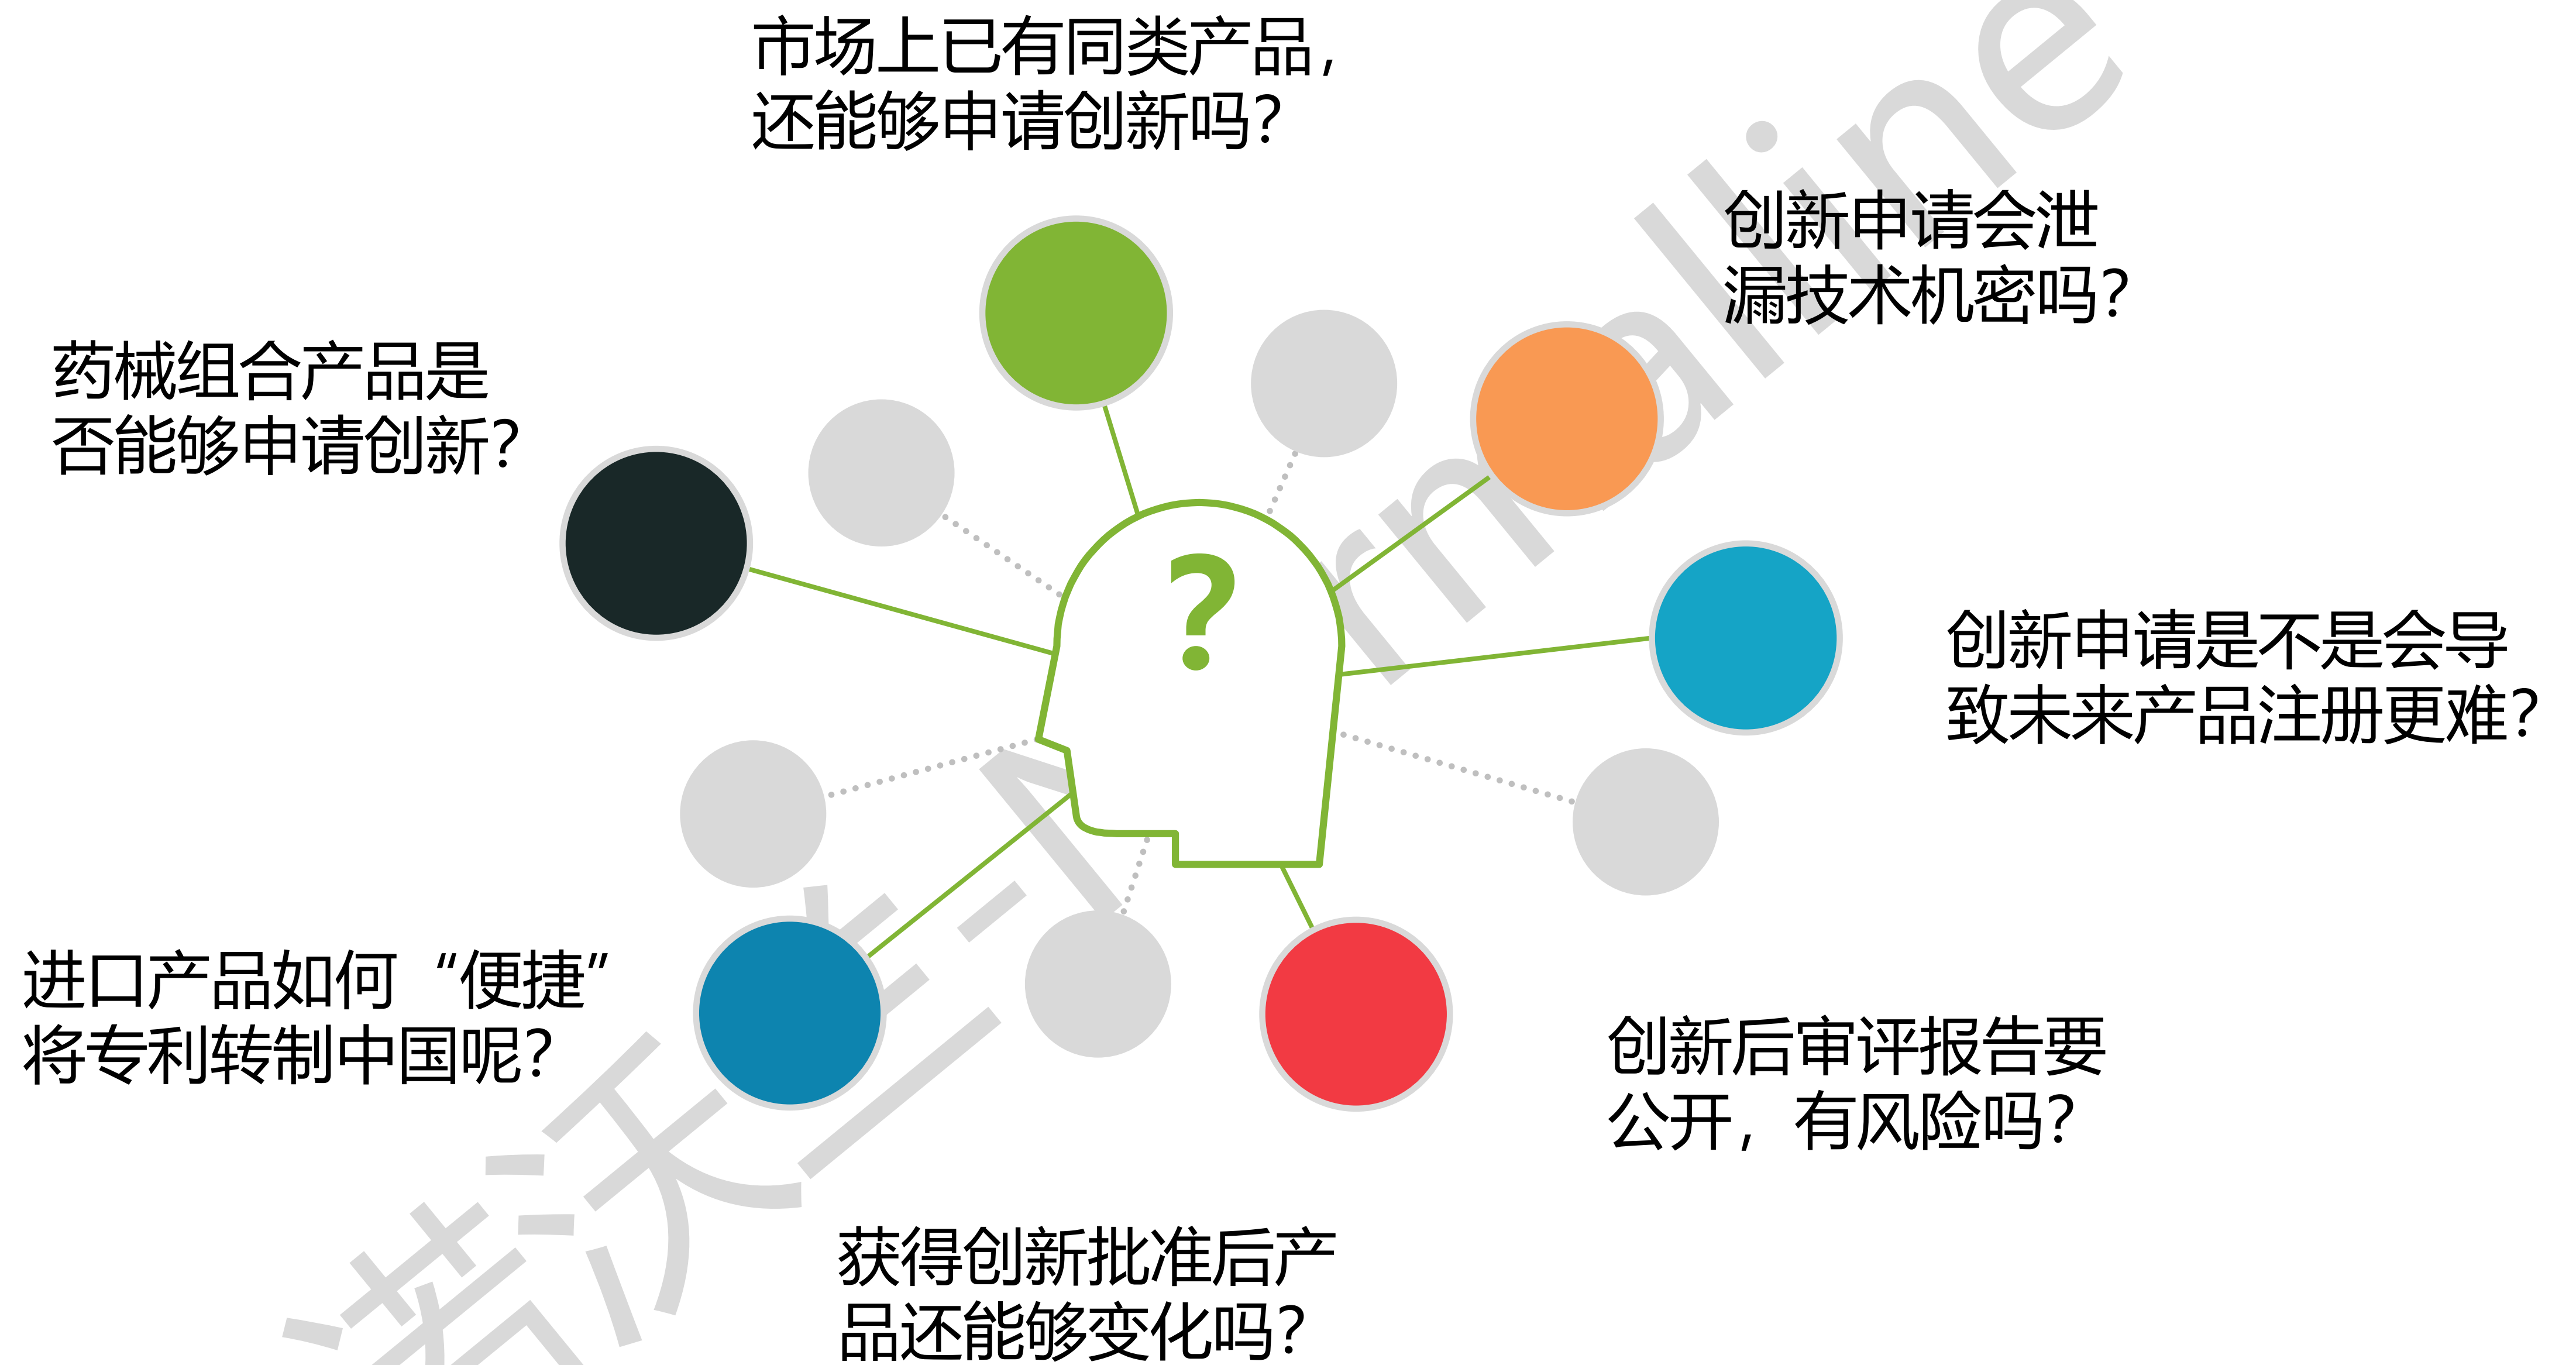 市场上已有同类产品，
还能够申请创新吗？
创新申请会泄
漏技术机密吗？
药械组合产品是
否能够申请创新？
?
创新申请是不是会导
致未来产品注册更难？
进口产品如何“便捷”
将专利转制中国呢？
创新后审评报告要
公开，有风险吗？
获得创新批准后产
品还能够变化吗？